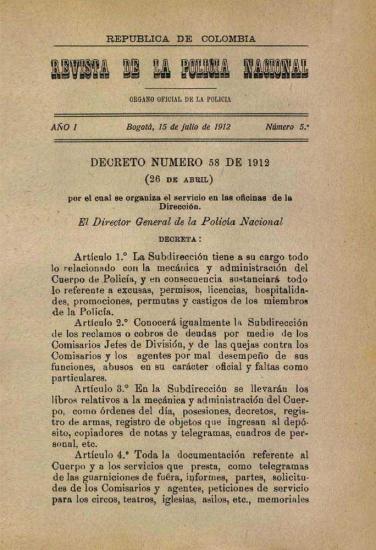 REPUBLICA DE COLOMBIA
REVISTA DE LA POLICIA NACIONAL
ORGANO OFICIAL DE LA POLICIA
AÑO I Bogotá, 15 de julio de 1912 Número 5.º
DECRETO NUMERO 58 DE 1912
(26 DE ABRIL)
por el cual se organiza el servicio en las oficinas de la
Dirección.
El Director General de la Policía Nacional
DECRETA:
Artículo 1.º La Subdirección tiene a su cargo todo
lo relacionado con la mecánica y administración del
Cuerpo de Policía, y en consecuencia sustanciará todo
lo referente a excusas, permisos, licencias, hospitalida-
des, promociones, permutas y castigos de los miembros
de la Policía.
Artículo 2.º Conocerá igualmente la Subdirección
de los reclamos o cobros de deudas por medio de los
Comisarios Jefes de División, y de las quejas contra los
Comisarios y los agentes por mal desempeño de sus
funciones, abusos en su carácter oficial y faltas como
particulares.
Artículo 3.º En la Subdirección se llevarán los
libros relativos a la mecánica y administración del Cuer-
po, como órdenes del día, posesiones, decretos, regis-
tro de armas, registro de objetos que ingresan al depó-
sito, copiadores de notas y telegramas, cuadros de per-
sonal, etc.
Artículo 4.º Toda la documentación referente al
Cuerpo y a los servicios que presta, como telegramas
de las guarniciones de fuéra, informes, partes, solicitu-
des de los Comisarios y agentes, peticiones de servicio
para los circos, teatros, iglesias, asilos, etc., memoriales